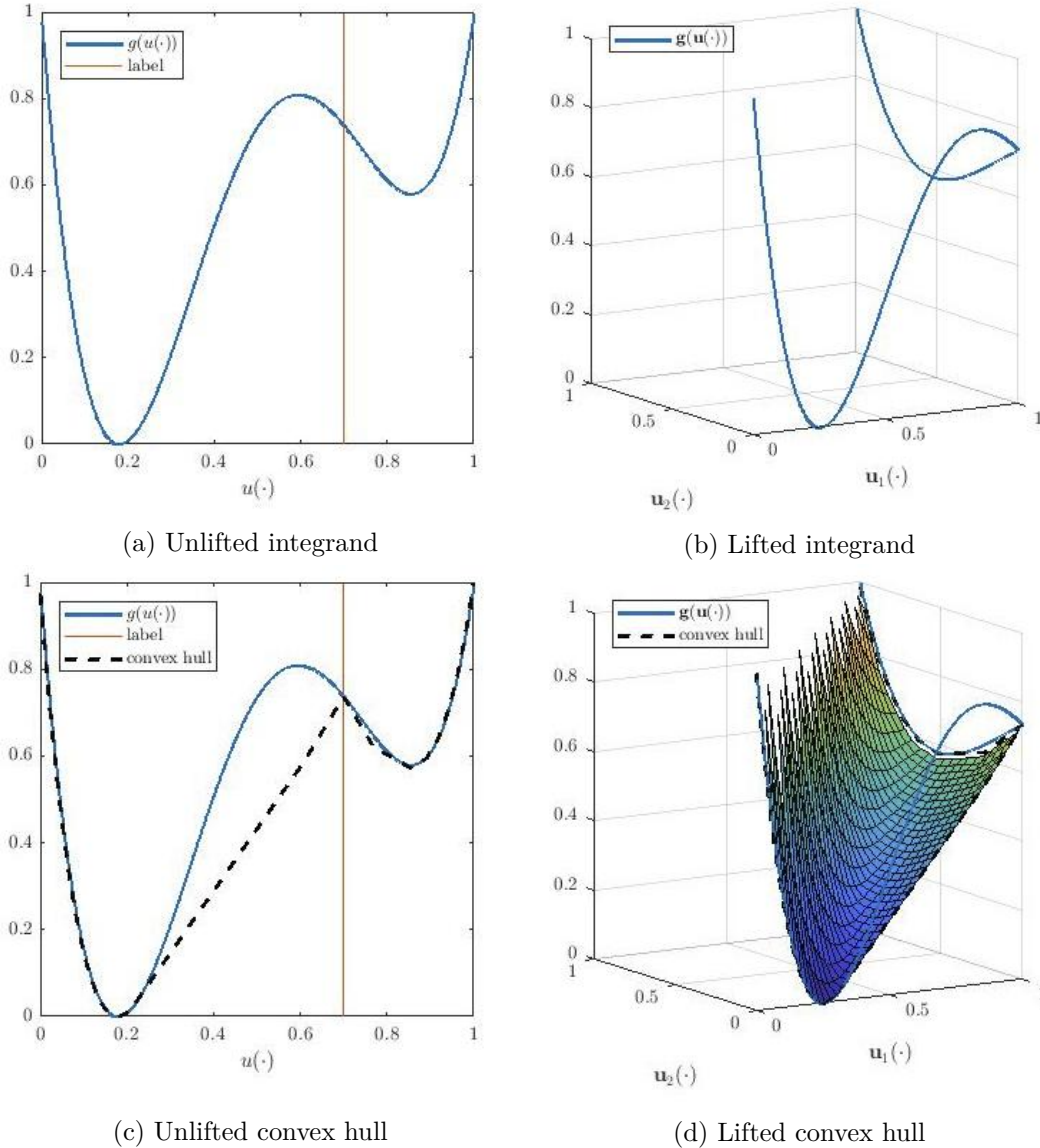 1
0.8
0.6
0.4
0.2
0
0
0.2
0.4
0.6
0.8
1
g(u(·))
label
u(·)
(a) Unlifted integrand
1
0.8
0.6
0.4
0.2
0
1
0.5
0
0
0.5
1
g(u(·))
u₂(·)
u₁(·)
(b) Lifted integrand
1
0.8
0.6
0.4
0.2
0
0
0.2
0.4
0.6
0.8
1
g(u(·))
label
convex hull
u(·)
(c) Unlifted convex hull
1
0.8
0.6
0.4
0.2
0
1
0.5
0
0
0.5
1
g(u(·))
convex hull
u₂(·)
u₁(·)
(d) Lifted convex hull